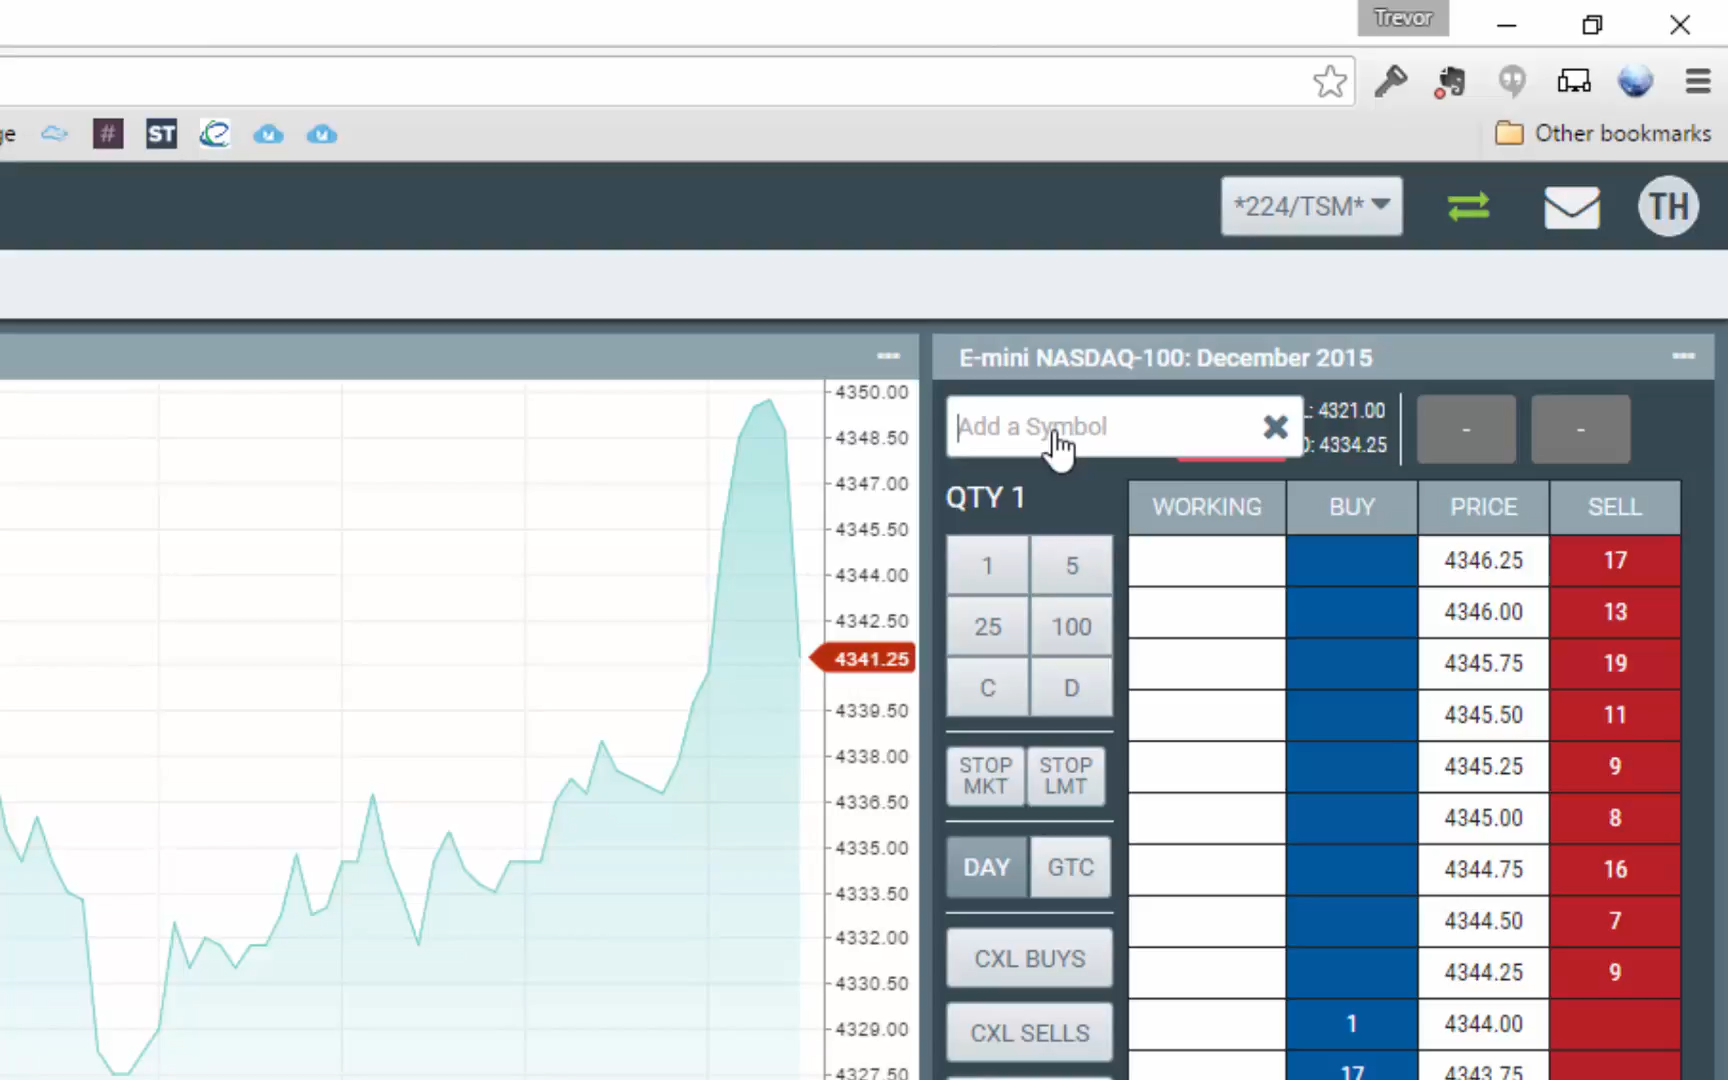 Trevor
ge
#
ST
Other bookmarks
*224/TSM*
TH
E-mini NASDAQ-100: December 2015
Add a Symbol
L: 4321.00
O: 4334.25
-
-
QTY 1
1 5
25 100
C D
STOP MKT
STOP LMT
DAY GTC
CXL BUYS
CXL SELLS
WORKING BUY PRICE SELL
4346.25 17
4346.00 13
4345.75 19
4345.50 11
4345.25 9
4345.00 8
4344.75 16
4344.50 7
4344.25 9
1 4344.00
17 4343.75
4350.00
4348.50
4347.00
4345.50
4344.00
4342.50
4341.25
4339.50
4338.00
4336.50
4335.00
4333.50
4332.00
4330.50
4329.00
4327.50